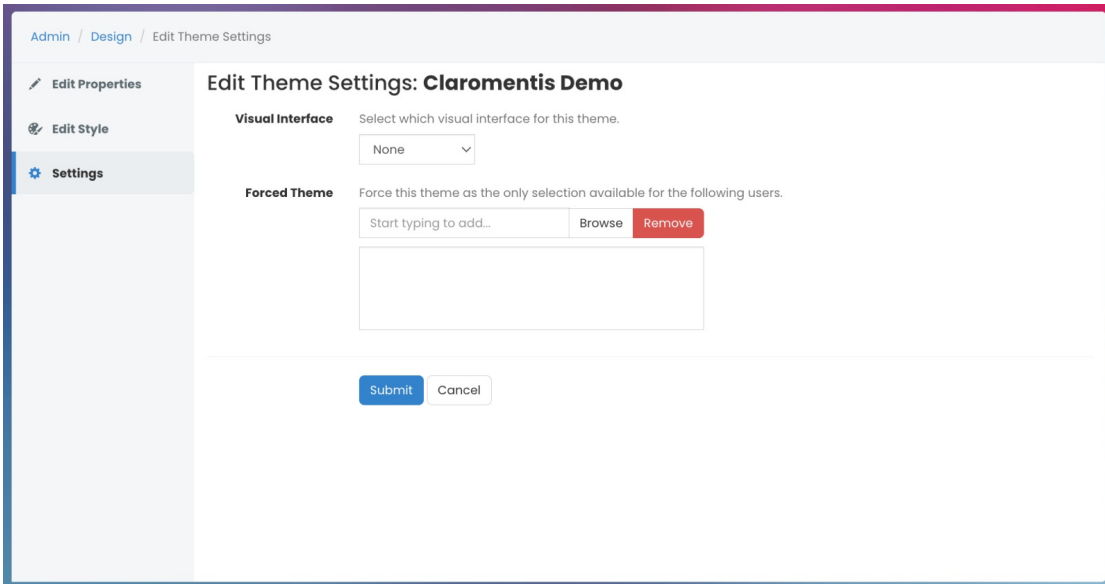 Admin / Design / Edit Theme Settings
Edit Properties
Edit Style
Settings
Edit Theme Settings: Claromentis Demo
Visual Interface Select which visual interface for this theme.
None
Forced Theme Force this theme as the only selection available for the following users.
Start typing to add... Browse Remove
Submit Cancel